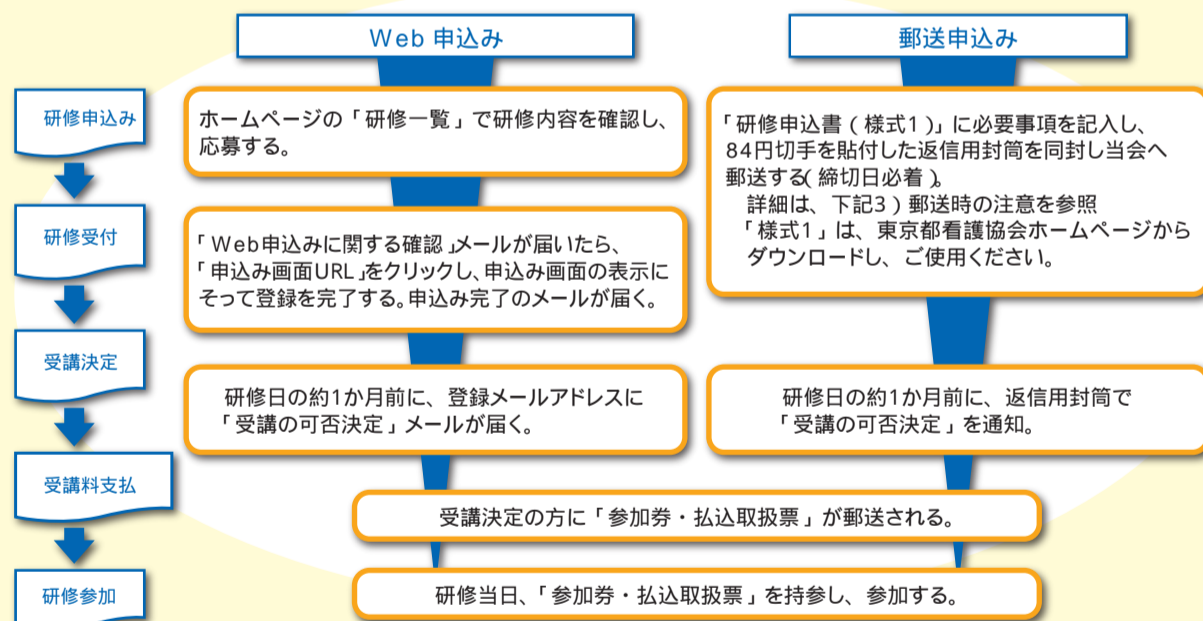 Web 申込み
郵送申込み
研修申込み
ホームページの「研修一覧」で研修内容を確認し、
応募する。
「研修申込書(様式1)」に必要事項を記入し、
84円切手を貼付した返信用封筒を同封し当会へ
郵送する(締切日必着)。
詳細は、下記3)郵送時の注意を参照
「様式1」は、東京都看護協会ホームページから
ダウンロードし、ご使用ください。
研修受付
「Web申込みに関する確認」メールが届いたら、
「申込み画面URL」をクリックし、申込み画面の表示に
そって登録を完了する。申込み完了のメールが届く。
受講決定
研修日の約1か月前に、登録メールアドレスに
「受講の可否決定」メールが届く。
研修日の約1か月前に、返信用封筒で
「受講の可否決定」を通知。
受講料支払
受講決定の方に「参加券・払込取扱票」が郵送される。
研修参加
研修当日、「参加券・払込取扱票」を持参し、参加する。